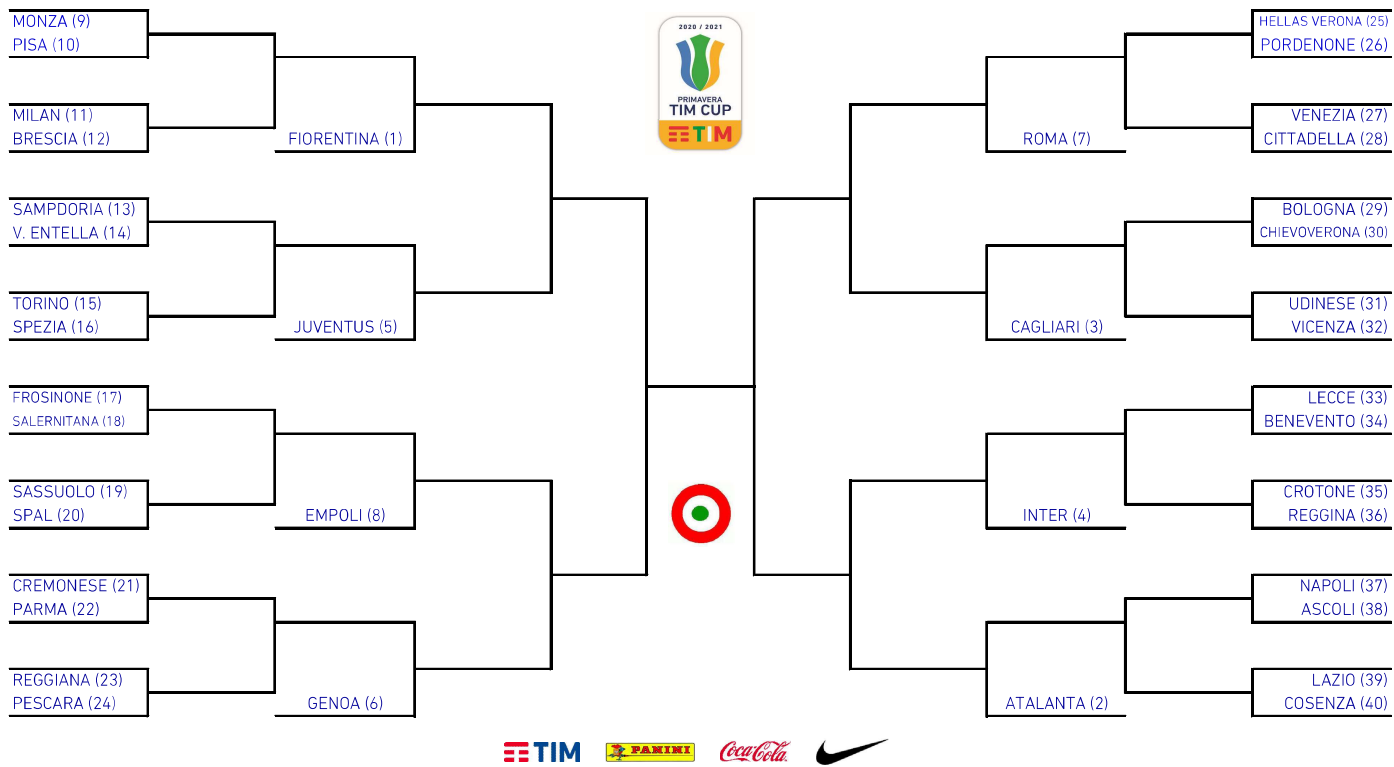 MONZA (9)
PISA (10)
MILAN (11)
BRESCIA (12)
FIORENTINA (1)
SAMPDORIA (13)
V. ENTELLA (14)
TORINO (15)
SPEZIA (16)
JUVENTUS (5)
FROSINONE (17)
SALERNITANA (18)
SASSUOLO (19)
SPAL (20)
EMPOLI (8)
CREMONESE (21)
PARMA (22)
REGGIANA (23)
PESCARA (24)
GENOA (6)
2020 / 2021
PRIMAVERA
TIM CUP
TIM
HELLAS VERONA (25)
PORDENONE (26)
ROMA (7)
VENEZIA (27)
CITTADELLA (28)
BOLOGNA (29)
CHIEVOVERONA (30)
CAGLIARI (3)
UDINESE (31)
VICENZA (32)
LECCE (33)
BENEVENTO (34)
INTER (4)
CROTONE (35)
REGGINA (36)
NAPOLI (37)
ASCOLI (38)
ATALANTA (2)
LAZIO (39)
COSENZA (40)
TIM
PANINI
Coca-Cola